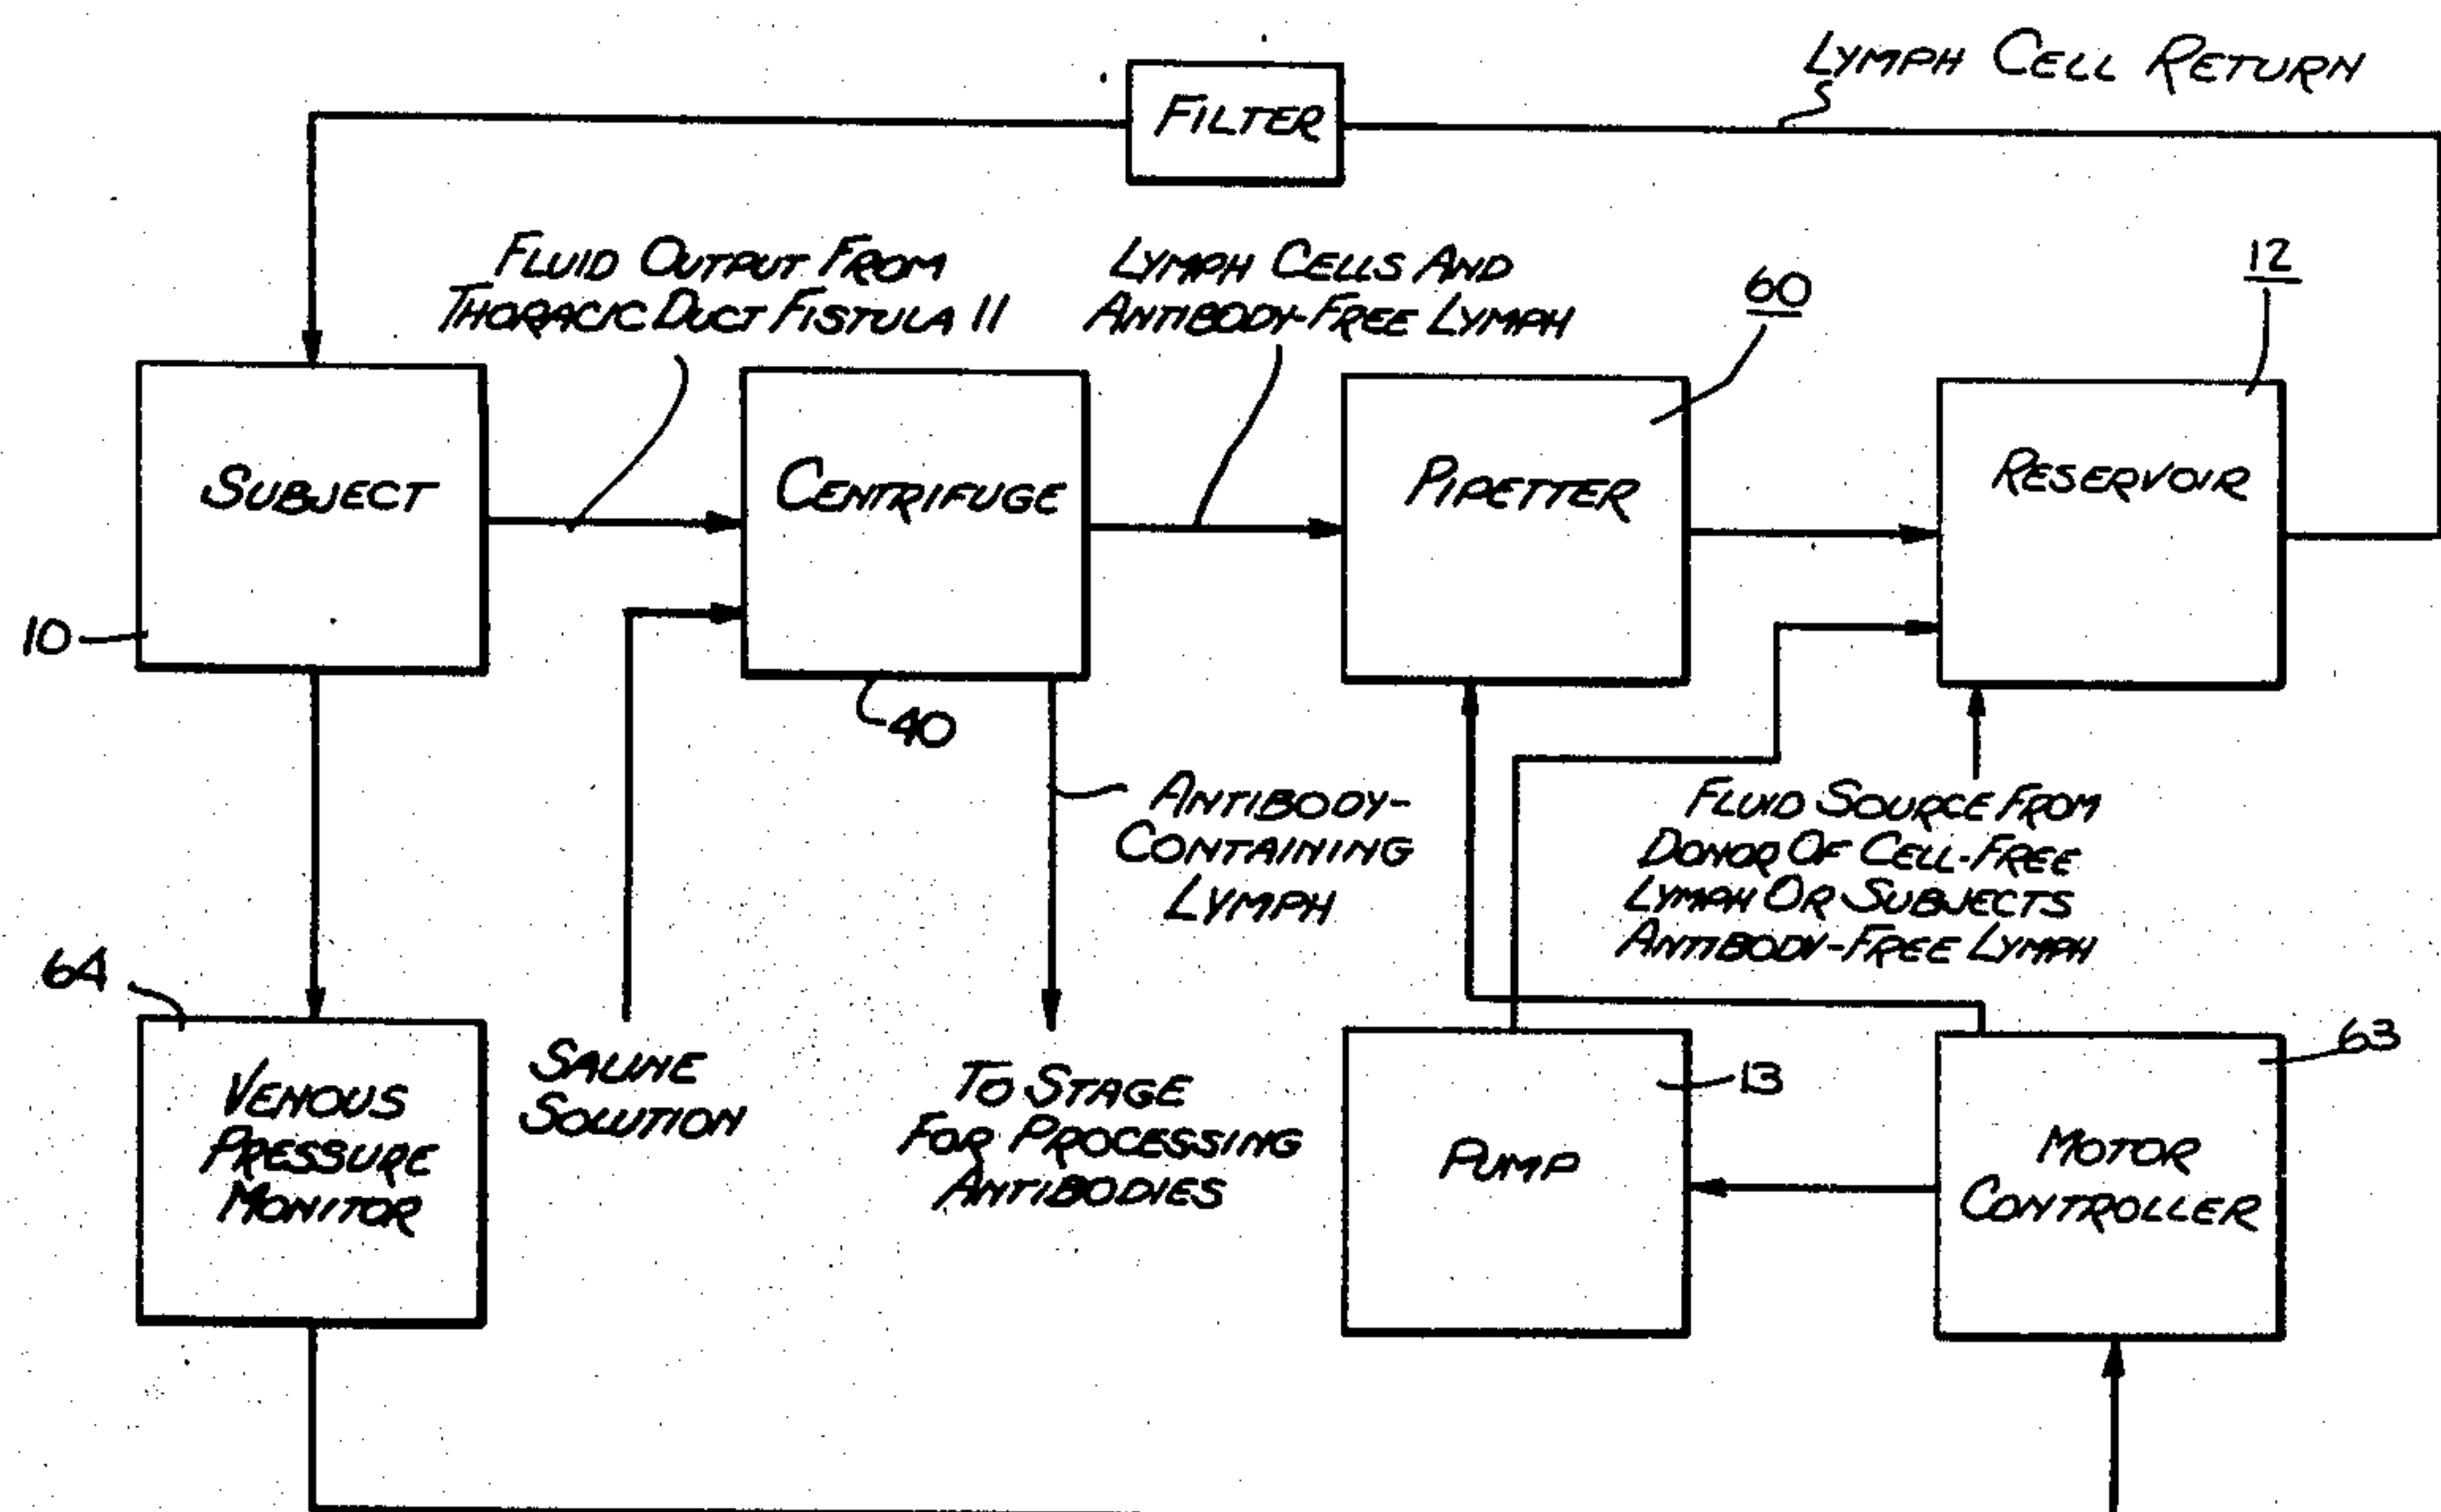 Lymph Cell Return
Filter
Fluid Output From
Thoracic Duct Fistula 11
Lymph Cells And
Antibody-Free Lymph
60
12
Subject
Centrifuge
Pipetter
Reservoir
10
40
Antibody-
Containing
Lymph
Fluid Source From
Donor Of Cell-Free
Lymph Or Subjects
Antibody-Free Lymph
64
Venous
Pressure
Monitor
Saline
Solution
To Stage
For Processing
Antibodies
Pump
13
Motor
Controller
63